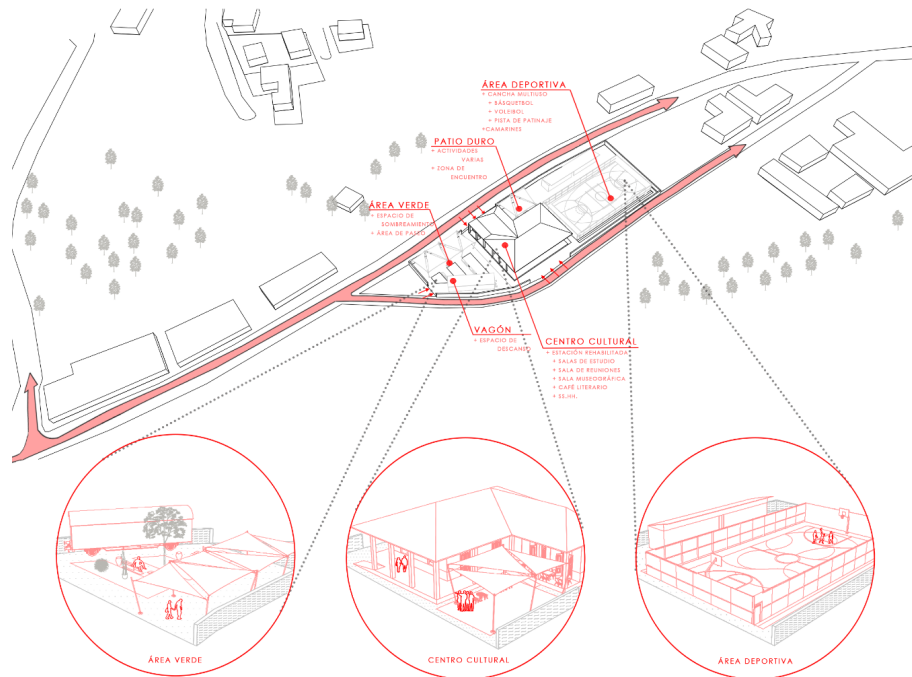 ÁREA DEPORTIVA
+ CANCHA MULTIUSO
+ BÁSQUETBOL
+ VOLEIBOL
+ PISTA DE PATINAJE
+CAMARINES
PATIO DURO
+ ACTIVIDADES
VARIAS
+ ZONA DE
ENCUENTRO
ÁREA VERDE
+ ESPACIO DE
SOMBREAMIENTO
+ ÁREA DE PASEO
VAGÓN
+ ESPACIO DE
DESCANSO
CENTRO CULTURAL
+ ESTACIÓN REHABILITADA
+ SALAS DE ESTUDIO
+ SALA DE REUNIONES
+ SALA MUSEOGRÁFICA
+ CAFÉ LITERARIO
+ SS.HH.
ÁREA VERDE
CENTRO CULTURAL
ÁREA DEPORTIVA